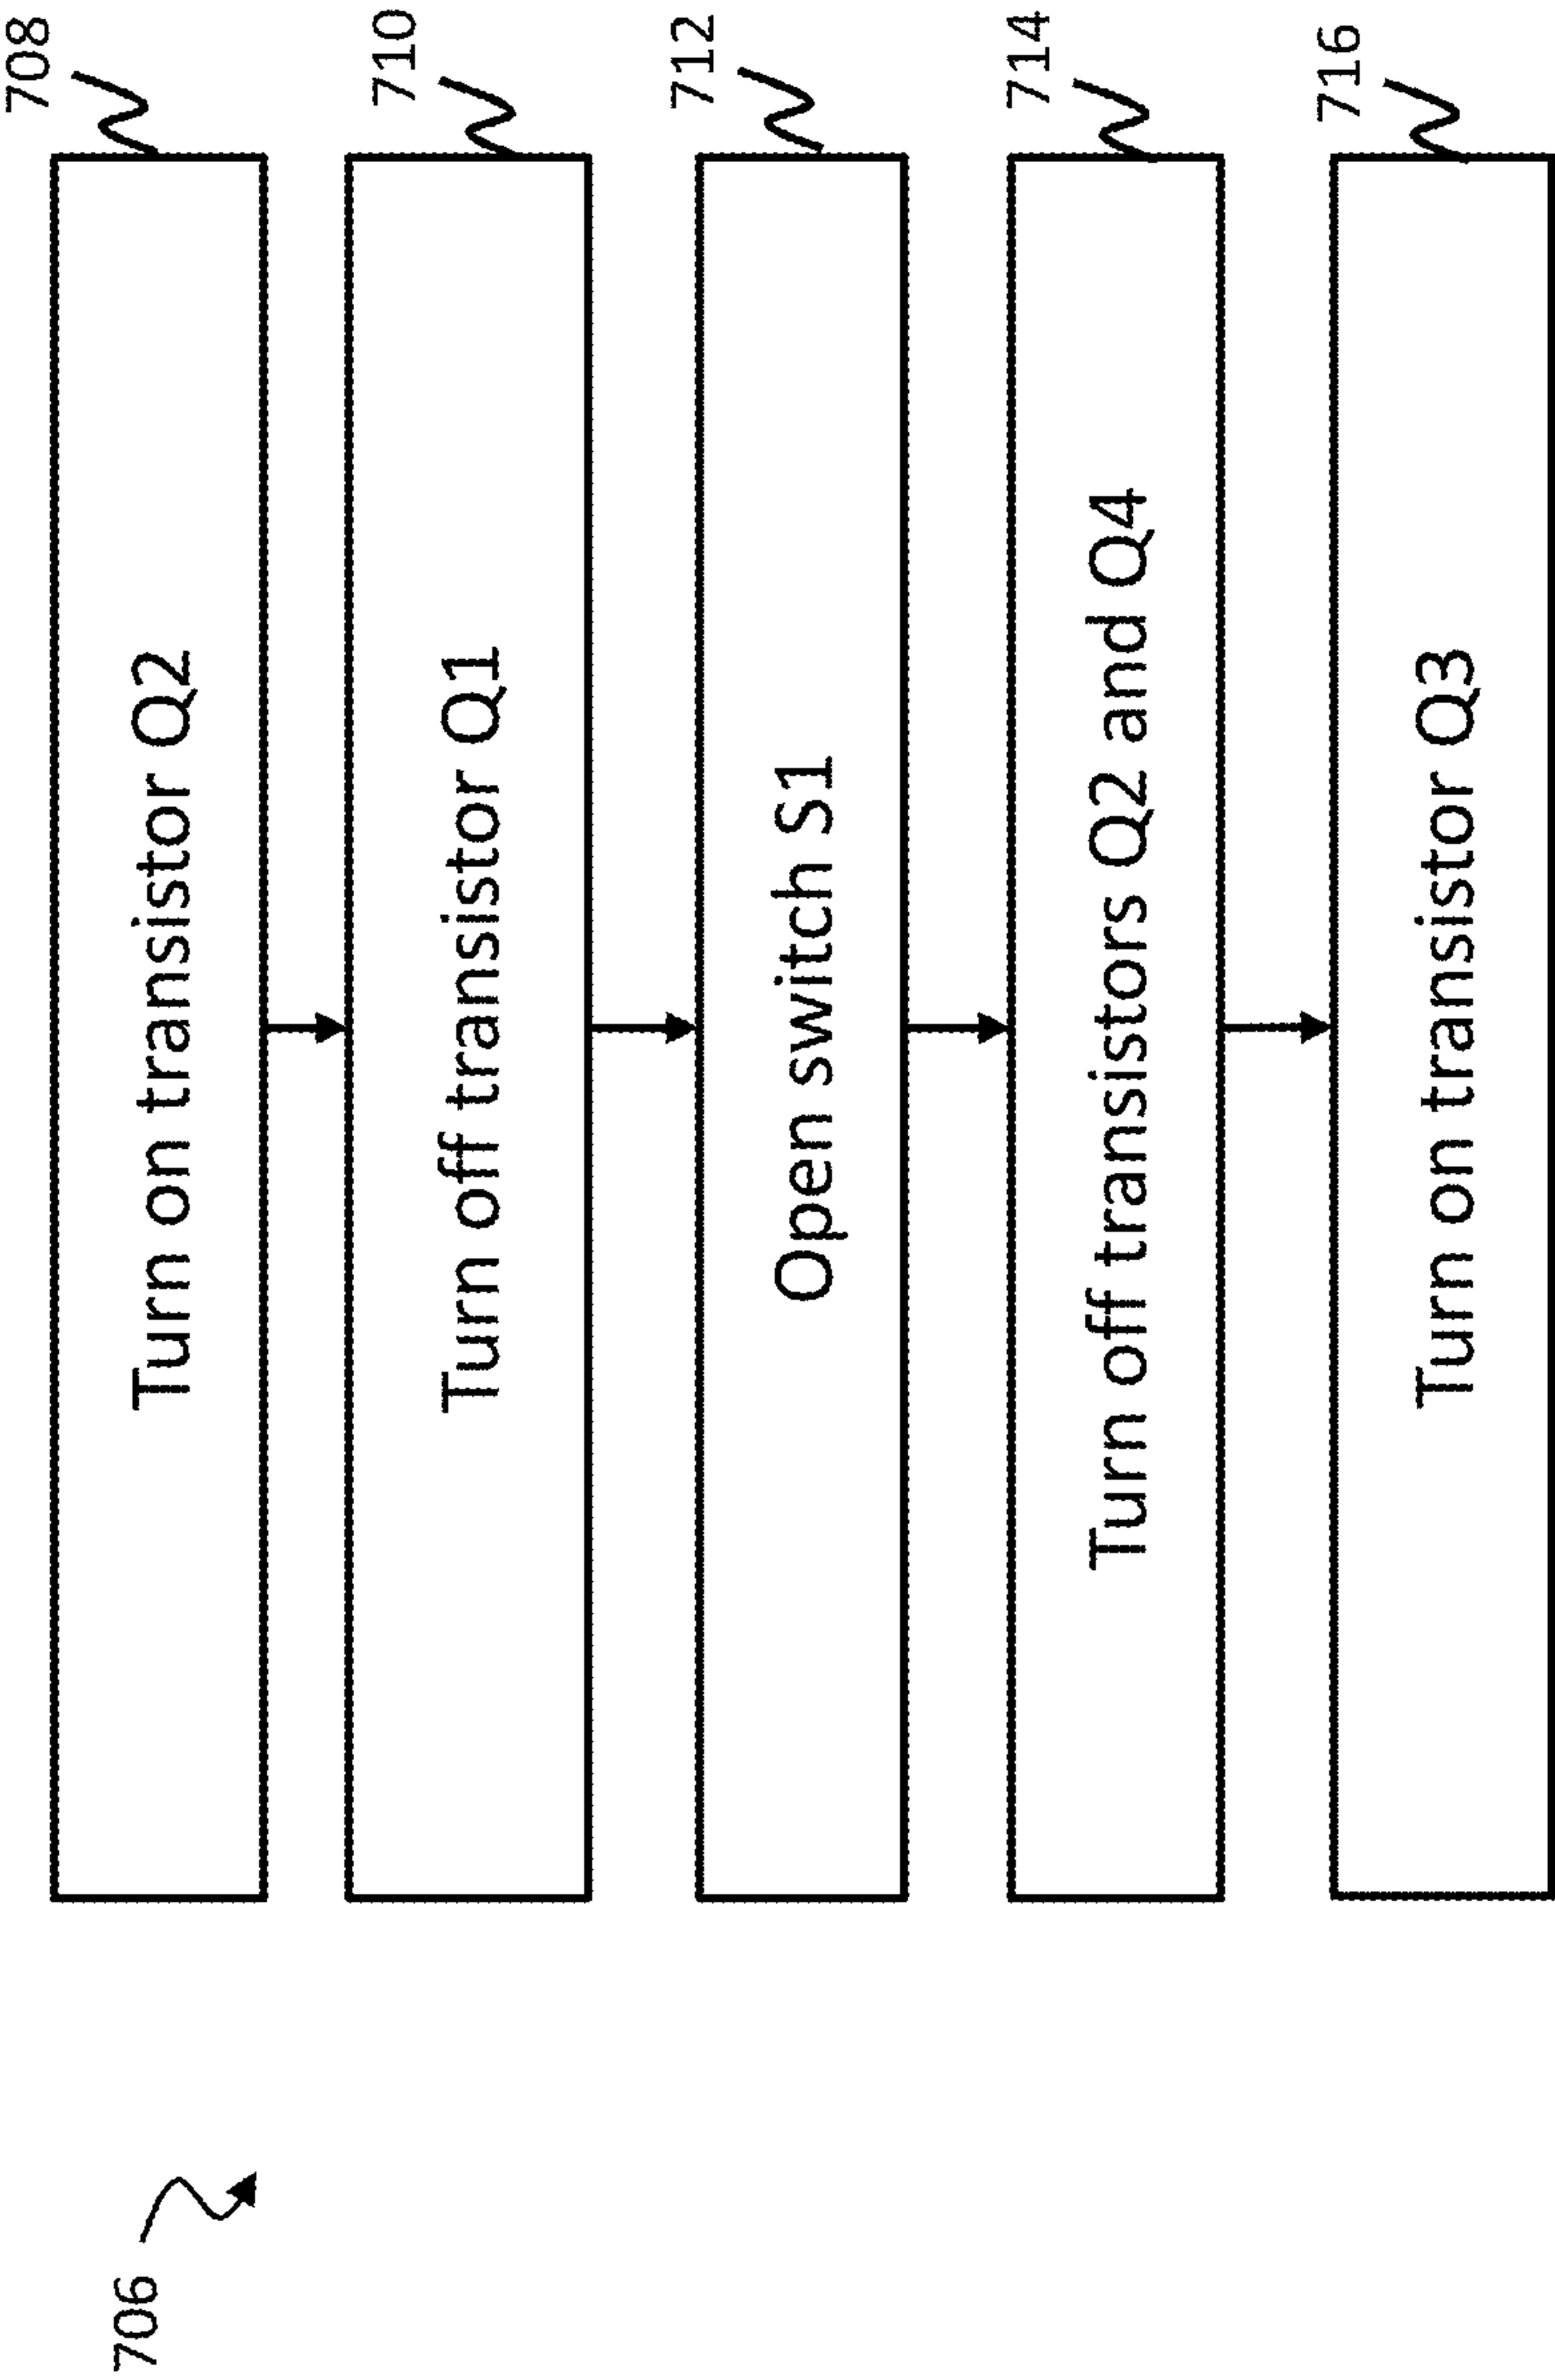 706
708
Turn on transistor Q2
710
Turn off transistor Q1
712
Open switch S1
714
Turn off transistors Q2 and Q4
716
Turn on transistor Q3